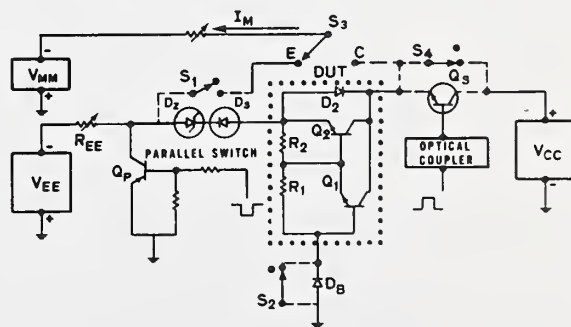 I_M
S_3
-
V_MM
+
E
C
S_4
DUT
Q_S
S_1
D_Z
D_S
D_2
-
R_EE
V_EE
+
PARALLEL SWITCH
Q_P
Q_2
R_2
R_1
Q_1
OPTICAL
COUPLER
+
V_CC
-
S_2
D_B